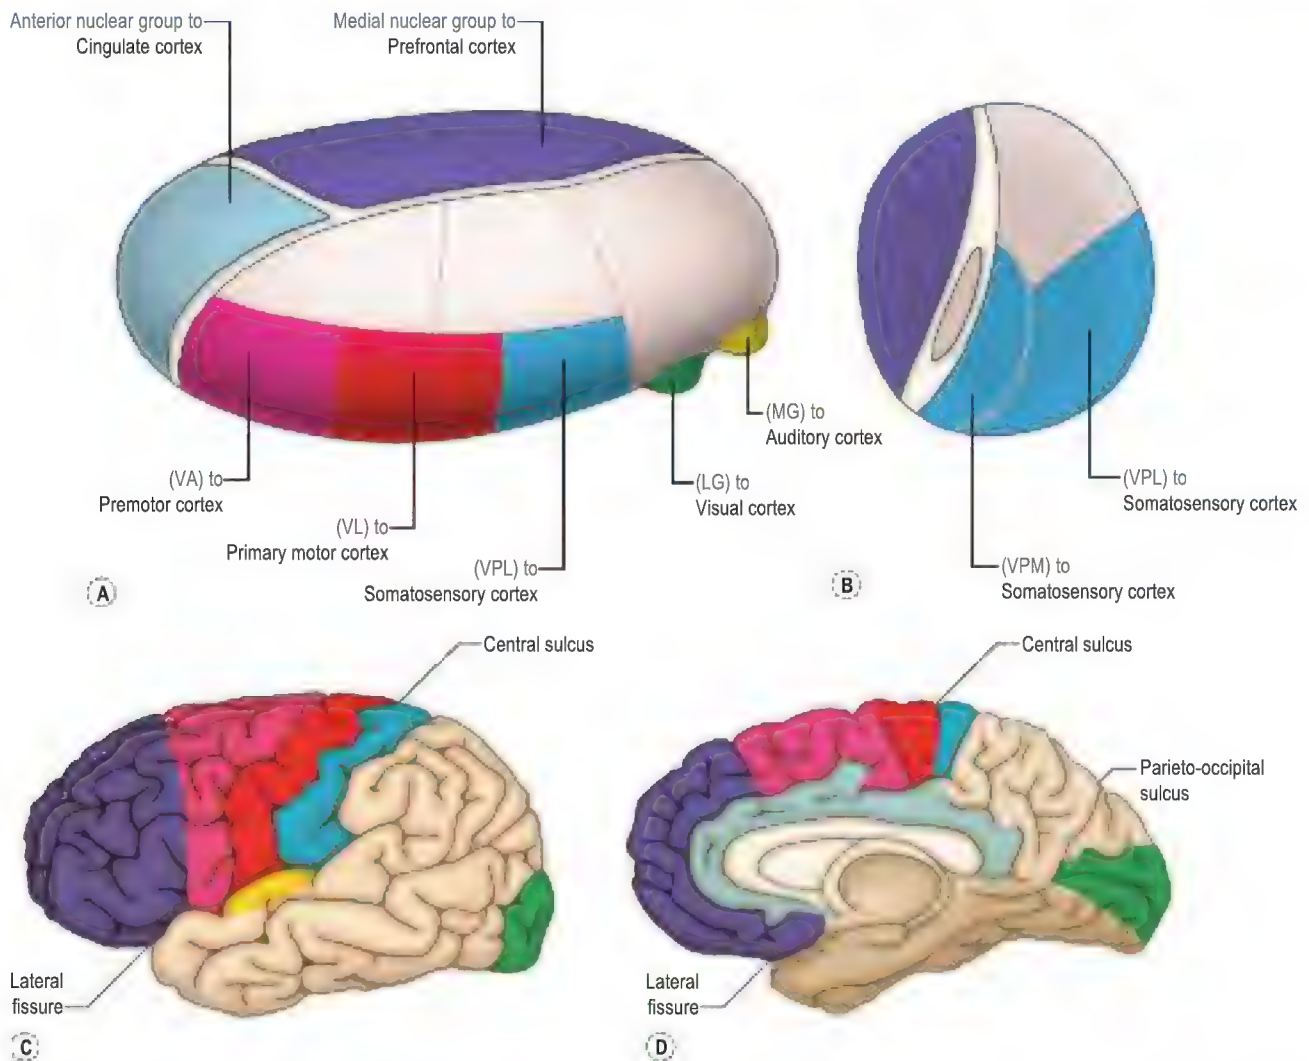 Anterior nuclear group to
Cingulate cortex
Medial nuclear group to
Prefrontal cortex
(MG) to
Auditory cortex
(LG) to
Visual cortex
(VA) to
Premotor cortex
(VL) to
Primary motor cortex
(VPL) to
Somatosensory cortex
A
(VPL) to
Somatosensory cortex
(VPM) to
Somatosensory cortex
B
Central sulcus
Lateral
fissure
C
Central sulcus
Parieto-occipital
sulcus
Lateral
fissure
D